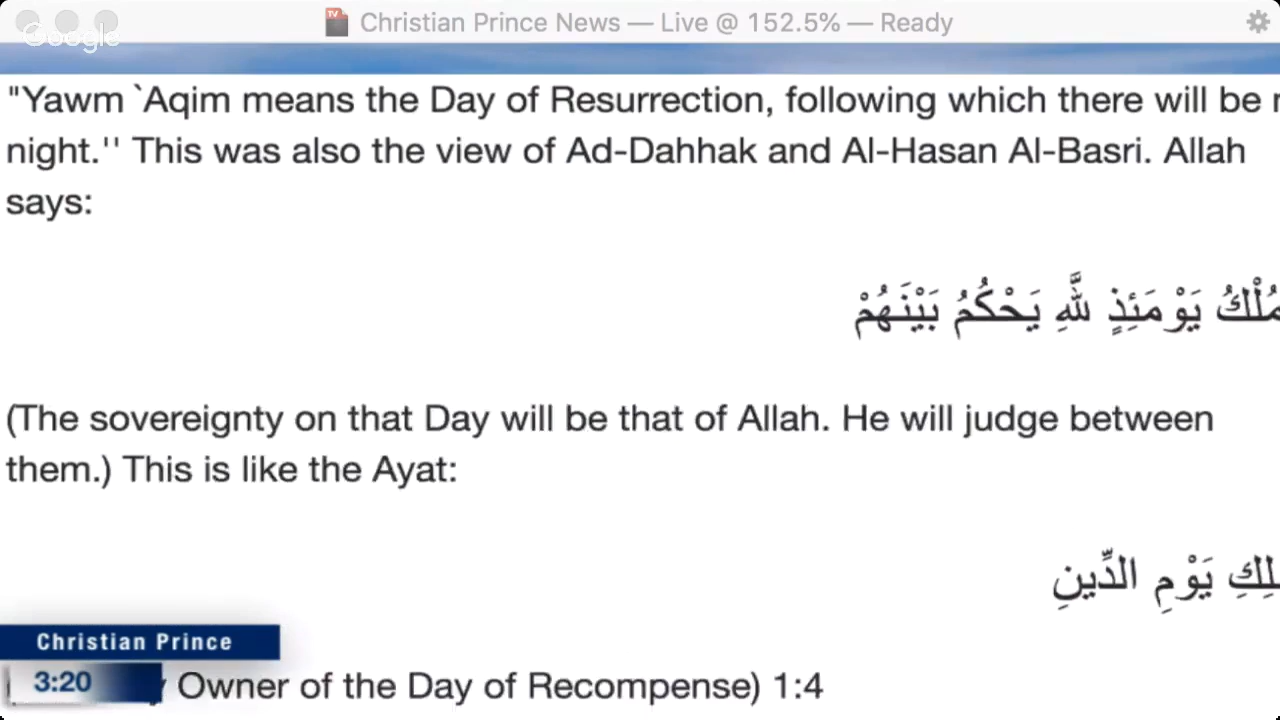 Christian Prince News — Live @ 152.5% — Ready
Google
"Yawm `Aqim means the Day of Resurrection, following which there will be
night.'' This was also the view of Ad-Dahhak and Al-Hasan Al-Basri. Allah
says:
مُلْكُ يَوْمَئِذٍ لِلَّهِ يَحْكُمُ بَيْنَهُمْ
(The sovereignty on that Day will be that of Allah. He will judge between
them.) This is like the Ayat:
يَوْمِ الدِّينِ
Christian Prince
3:20
Owner of the Day of Recompense) 1:4